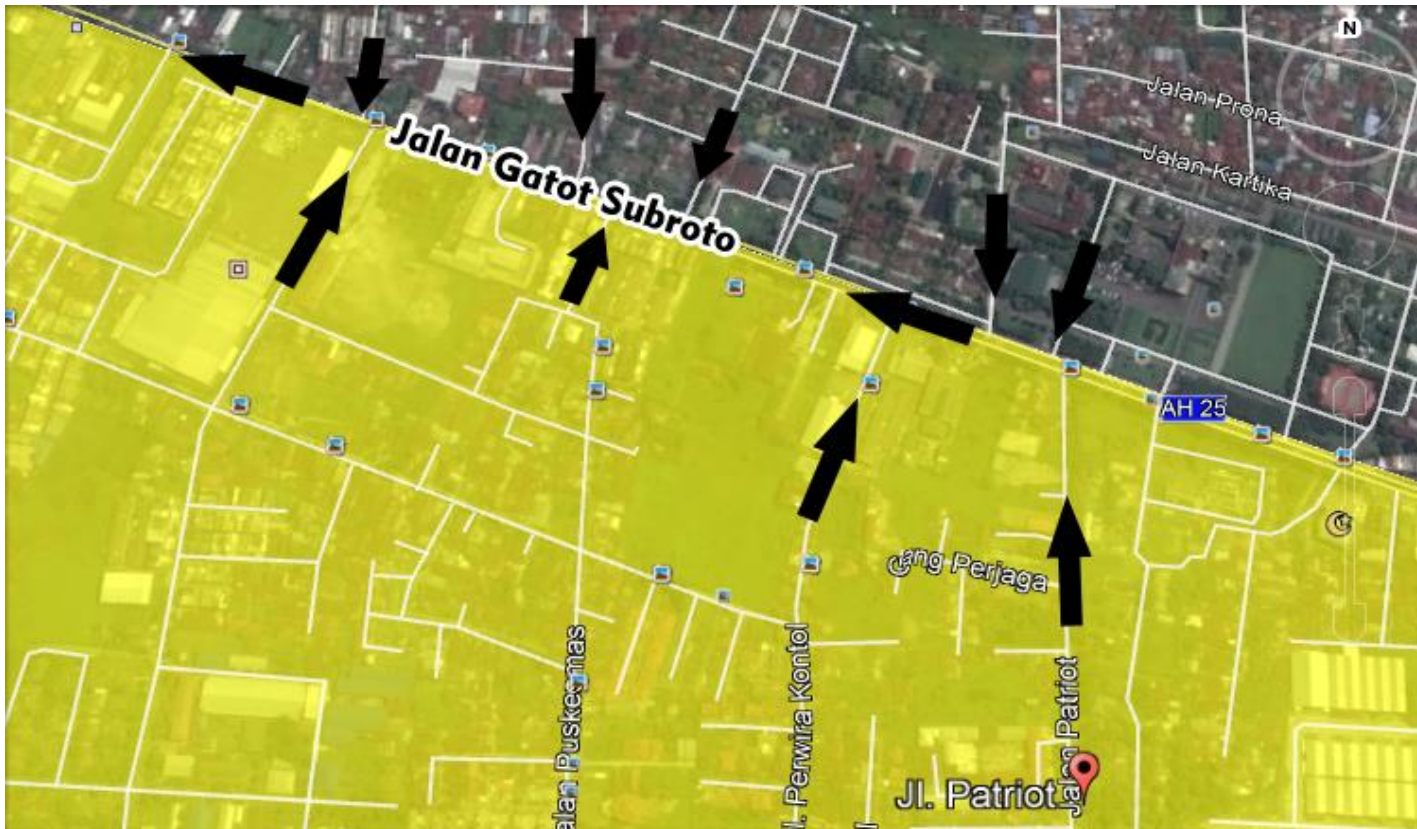 N
Jalan Prona
Jalan Kartika
Jalan Gatot Subroto
AH 25
Gang Perjaga
Jalan Puskesmas
Jl. Perwira Kontol
Jalan Patriot
Jl. Patriot